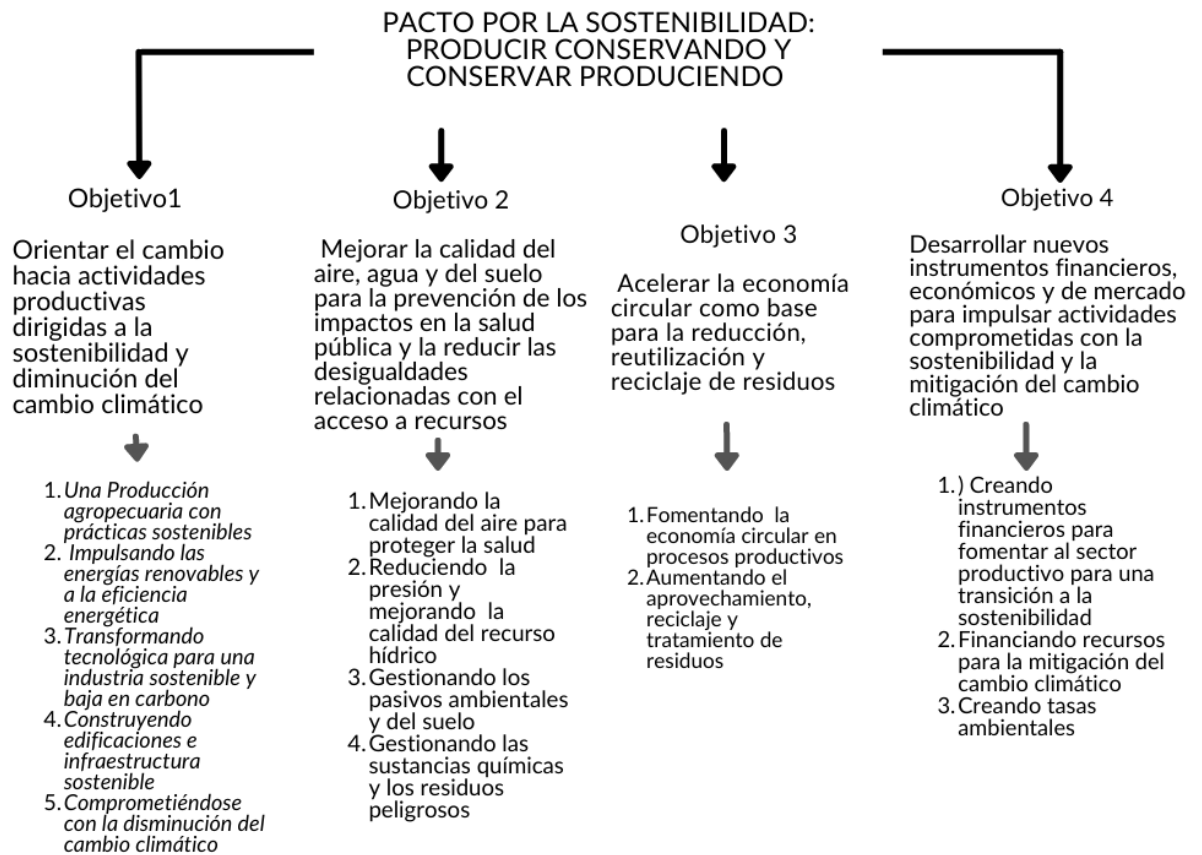 PACTO POR LA SOSTENIBILIDAD:
PRODUCIR CONSERVANDO Y
CONSERVAR PRODUCIENDO
Objetivo1
Orientar el cambio
hacia actividades
productivas
dirigidas a la
sostenibilidad y
diminución del
cambio climático
1. Una Producción
agropecuaria con
prácticas sostenibles
2. Impulsando las
energías renovables y
a la eficiencia
energética
3. Transformando
tecnológica para una
industria sostenible y
baja en carbono
4. Construyendo
edificaciones e
infraestructura
sostenible
5. Comprometiéndose
con la disminución del
cambio climático
Objetivo 2
Mejorar la calidad del
aire, agua y del suelo
para la prevención de los
impactos en la salud
pública y la reducir las
desigualdades
relacionadas con el
acceso a recursos
1. Mejorando la
calidad del aire para
proteger la salud
2. Reduciendo la
presión y
mejorando la
calidad del recurso
hídrico
3. Gestionando los
pasivos ambientales
y del suelo
4. Gestionando las
sustancias químicas
y los residuos
peligrosos
Objetivo 3
Acelerar la economía
circular como base
para la reducción,
reutilización y
reciclaje de residuos
1. Fomentando la
economía circular en
procesos productivos
2. Aumentando el
aprovechamiento,
reciclaje y
tratamiento de
residuos
Objetivo 4
Desarrollar nuevos
instrumentos financieros,
económicos y de mercado
para impulsar actividades
comprometidas con la
sostenibilidad y la
mitigación del cambio
climático
1. ) Creando
instrumentos
financieros para
fomentar al sector
productivo para una
transición a la
sostenibilidad
2. Financiando recursos
para la mitigación del
cambio climático
3. Creando tasas
ambientales